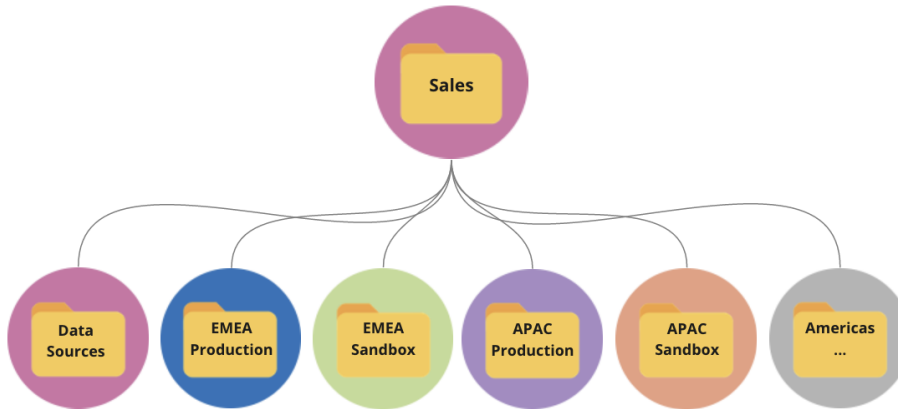 Sales
Data
Sources
EMEA
Production
EMEA
Sandbox
APAC
Production
APAC
Sandbox
Americas
...